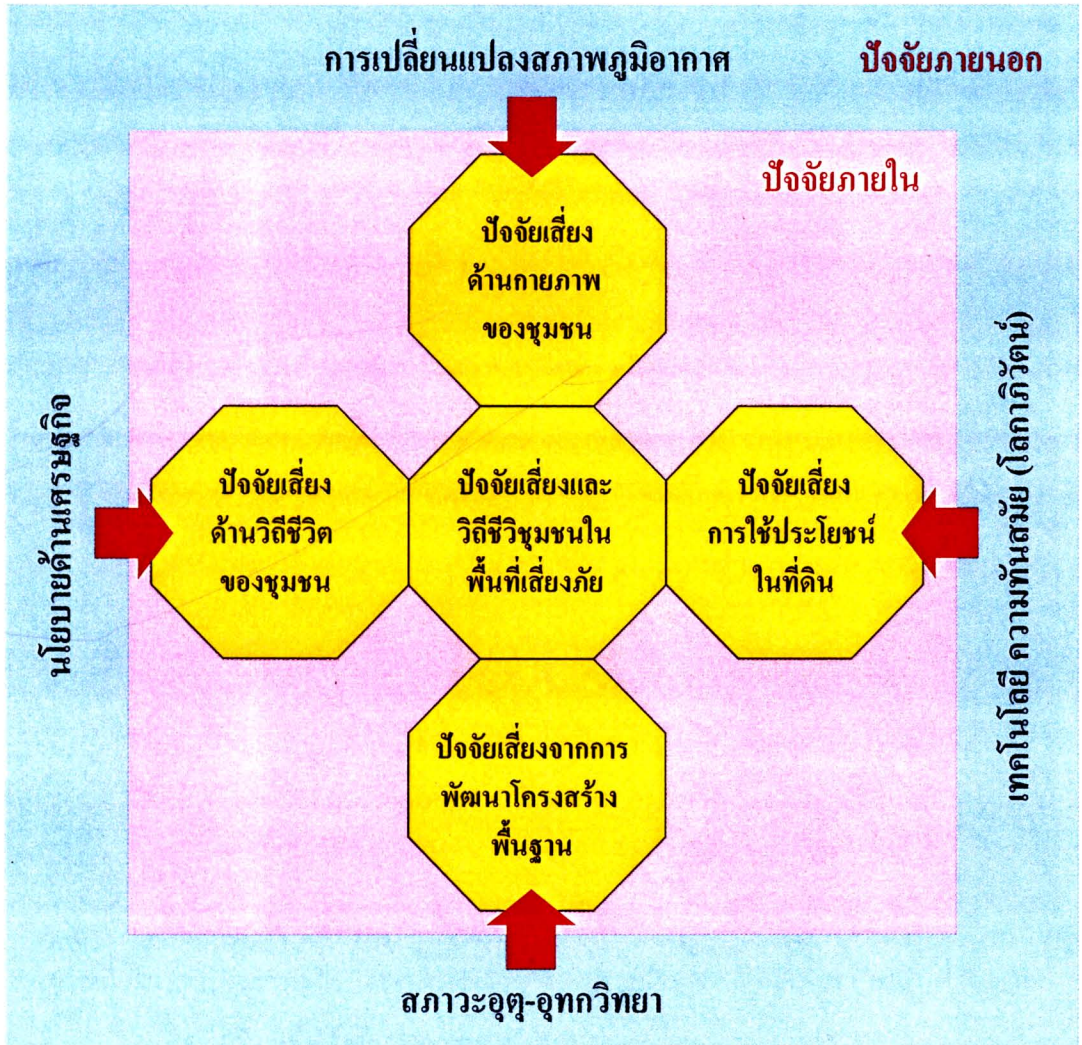 การเปลี่ยนแปลงสภาพภูมิอากาศ
ปัจจัยภายนอก
ปัจจัยภายใน
ปัจจัยเสี่ยง
ด้านกายภาพ
ของชุมชน
นโยบายด้านเศรษฐกิจ
ปัจจัยเสี่ยง
ด้านวิถีชีวิต
ของชุมชน
ปัจจัยเสี่ยงและ
วิถีชีวิชุมชนใน
พื้นที่เสี่ยงภัย
ปัจจัยเสี่ยง
การใช้ประโยชน์
ในที่ดิน
เทคโนโลยี ความทันสมัย (โลกาภิวัตน์)
ปัจจัยเสี่ยงจากการ
พัฒนาโครงสร้าง
พื้นฐาน
สภาวะอุตุ-อุทกวิทยา